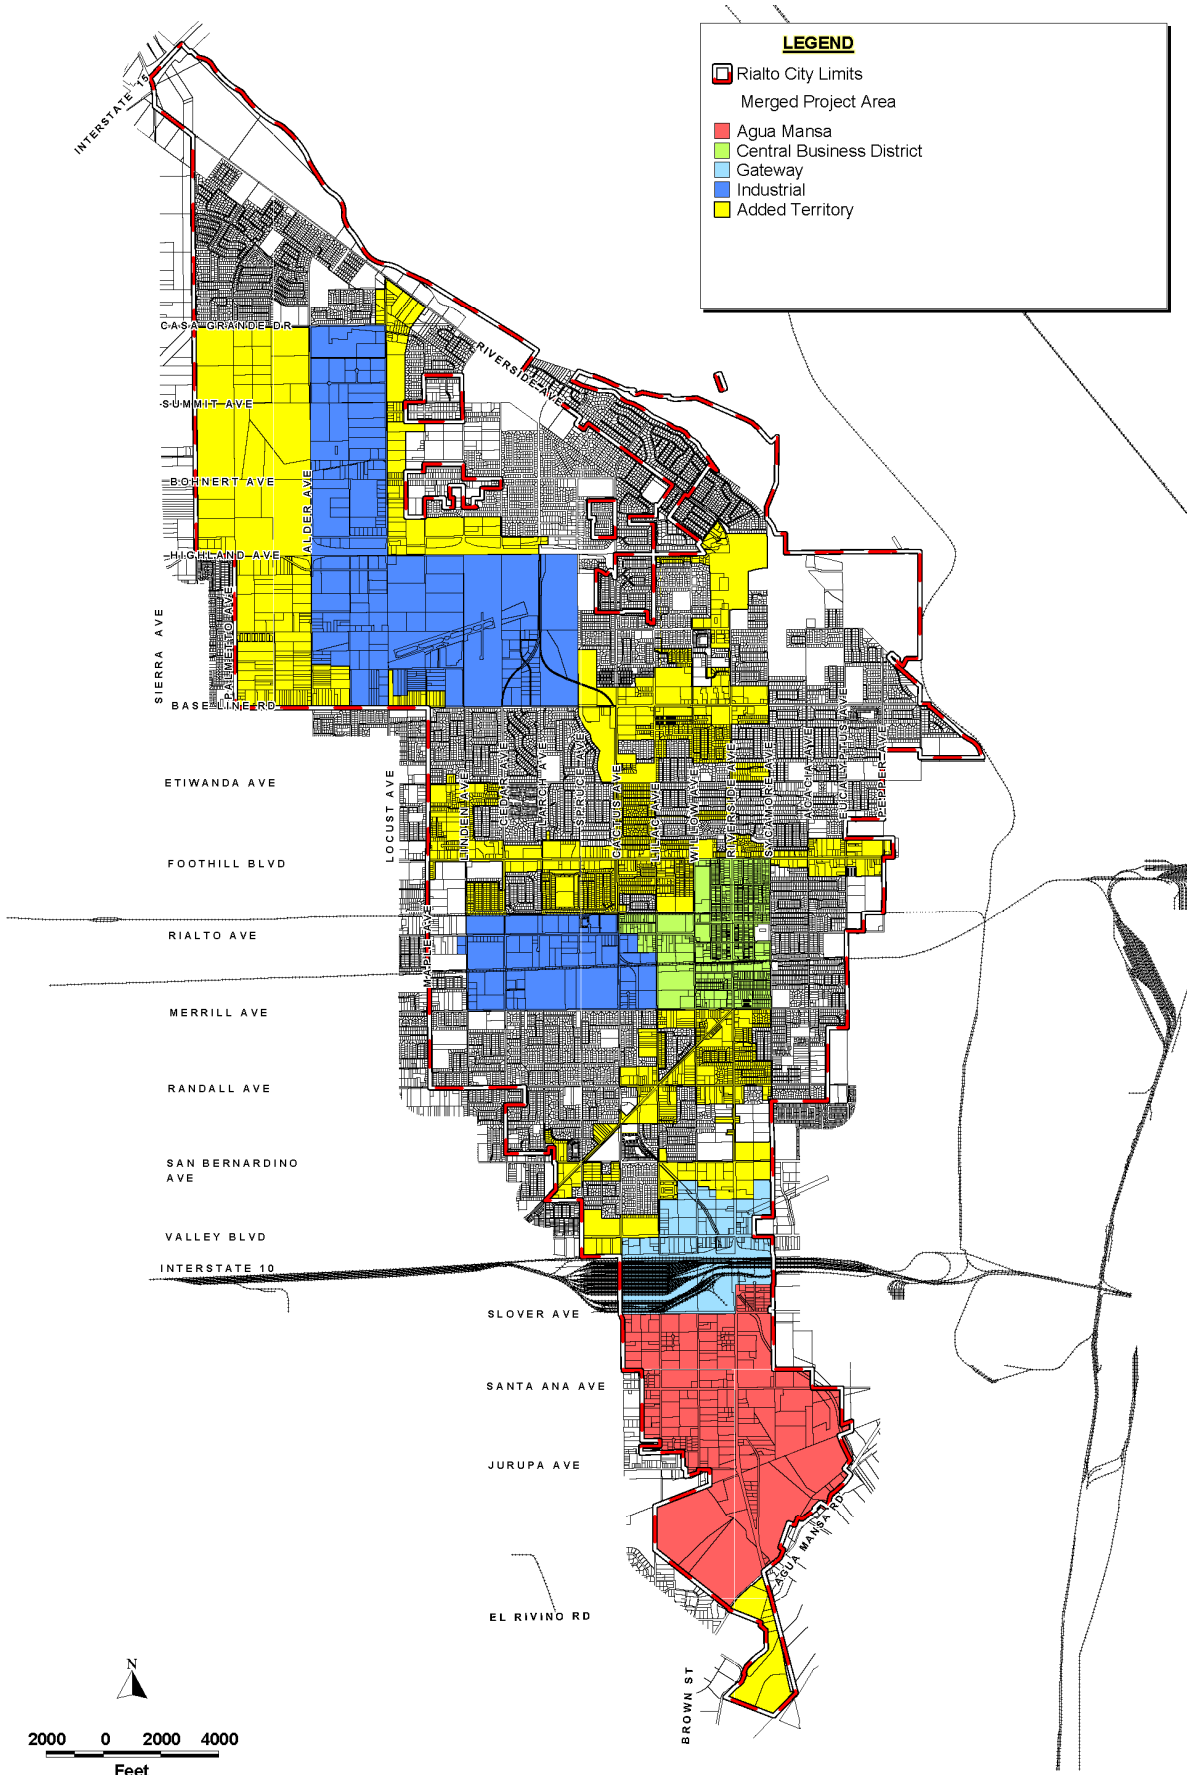 LEGEND
Rialto City Limits
Merged Project Area
Agua Mansa
Central Business District
Gateway
Industrial
Added Territory
INTERSTATE 15
CASA GRANDE DR
RIVERSIDE AVE
SUMMIT AVE
BOHNERT AVE
ALDER AVE
HIGHLAND AVE
PALMETTO AVE
SIERRA AVE
BASE LINE RD
ETIWANDA AVE
LOCUST AVE
LINDEN AVE
CEDAR AVE
LARCH AVE
SPRUCE AVE
CACTUS AVE
LILAC AVE
WILLOW AVE
RIVERSIDE AVE
SYCAMORE AVE
ACACIA AVE
EUCALYPTUS AVE
PEPPER AVE
FOOTHILL BLVD
MAPLE AVE
RIALTO AVE
MERRILL AVE
RANDALL AVE
SAN BERNARDINO
AVE
VALLEY BLVD
INTERSTATE 10
SLOVER AVE
SANTA ANA AVE
JURUPA AVE
AGUA MANSA RD
EL RIVINO RD
BROWN ST
N
2000 0 2000 4000
Feet